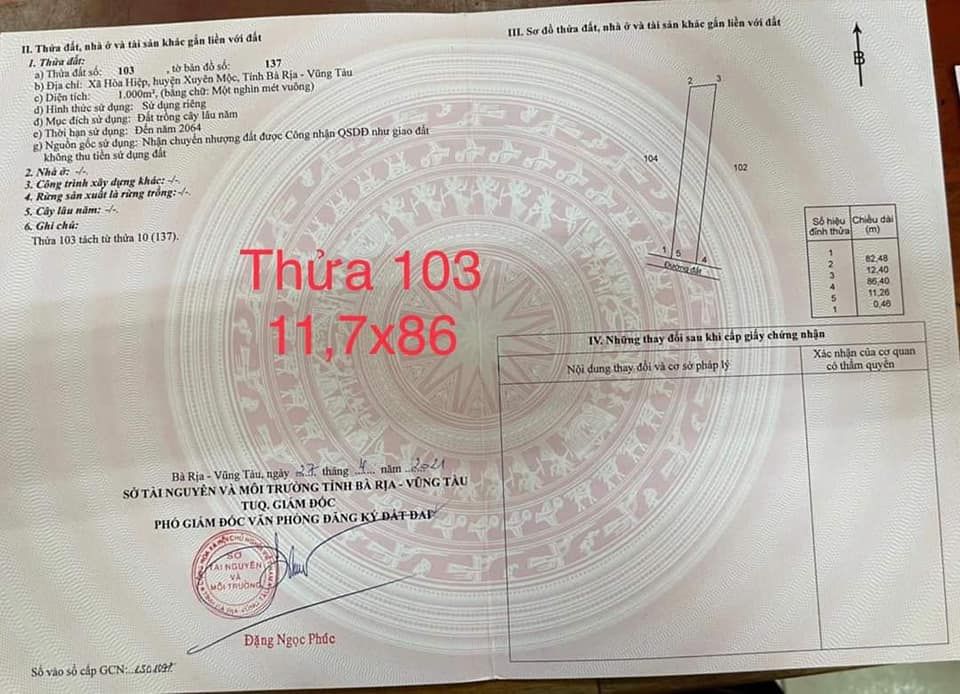 II. Thửa đất, nhà ở và tài sản khác gắn liền với đất
1. Thửa đất:
a) Thửa đất số: 103 , tờ bản đồ số: 137
b) Địa chỉ: Xã Hòa Hiệp, huyện Xuyên Mộc, Tỉnh Bà Rịa - Vũng Tàu
c) Diện tích: 1.000m², (bằng chữ: Một nghìn mét vuông)
d) Hình thức sử dụng: Sử dụng riêng
đ) Mục đích sử dụng: Đất trồng cây lâu năm
e) Thời hạn sử dụng: Đến năm 2064
g) Nguồn gốc sử dụng: Nhận chuyển nhượng đất được Công nhận QSDĐ như giao đất
không thu tiền sử dụng đất
2. Nhà ở: -/-.
3. Công trình xây dựng khác: -/-.
4. Rừng sản xuất là rừng trồng: -/-.
5. Cây lâu năm: -/-.
6. Ghi chú:
Thửa 103 tách từ thửa 10 (137).
Thửa 103
11,7x86
Bà Rịa - Vũng Tàu, ngày 27 tháng 4 năm 2021
SỞ TÀI NGUYÊN VÀ MÔI TRƯỜNG TỈNH BÀ RỊA - VŨNG TÀU
TUQ. GIÁM ĐỐC
PHÓ GIÁM ĐỐC VĂN PHÒNG ĐĂNG KÝ ĐẤT ĐAI
SỞ
TÀI NGUYÊN
VÀ
MÔI TRƯỜNG
Đặng Ngọc Phúc
Số vào sổ cấp GCN:
III. Sơ đồ thửa đất, nhà ở và tài sản khác gắn liền với đất
B
2 3
104
102
1 5 4
Đường đất
Số hiệu đỉnh thửa Chiều dài (m)
1
82,48
2
12,40
3
86,40
4
11,26
5
0,46
1
IV. Những thay đổi sau khi cấp giấy chứng nhận
Nội dung thay đổi và cơ sở pháp lý
Xác nhận của cơ quan
có thẩm quyền